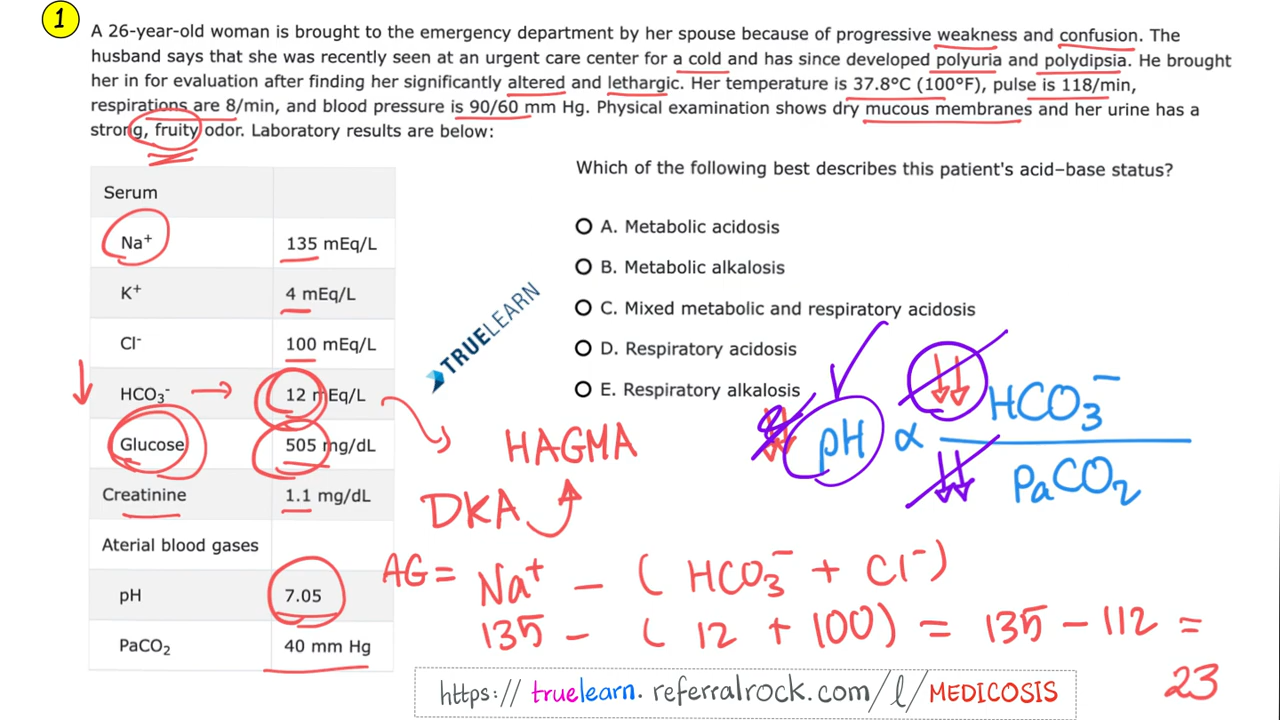 1
A 26-year-old woman is brought to the emergency department by her spouse because of progressive weakness and confusion. The
husband says that she was recently seen at an urgent care center for a cold and has since developed polyuria and polydipsia. He brought
her in for evaluation after finding her significantly altered and lethargic. Her temperature is 37.8°C (100°F), pulse is 118/min,
respirations are 8/min, and blood pressure is 90/60 mm Hg. Physical examination shows dry mucous membranes and her urine has a
strong, fruity odor. Laboratory results are below:
Serum
Na⁺ 135 mEq/L
K⁺ 4 mEq/L
Cl⁻ 100 mEq/L
HCO₃⁻ → 12 mEq/L
Glucose 505 mg/dL
Creatinine 1.1 mg/dL
Aterial blood gases
pH 7.05
PaCO₂ 40 mm Hg
Which of the following best describes this patient's acid–base status?
A. Metabolic acidosis
B. Metabolic alkalosis
C. Mixed metabolic and respiratory acidosis
D. Respiratory acidosis
E. Respiratory alkalosis
TRUELEARN
pH ∝ ↓↓ HCO₃⁻
↓↓ PaCO₂
HAGMA
DKA
AG = Na⁺ − ( HCO₃⁻ + Cl⁻ )
135 − ( 12 + 100 ) = 135 − 112 =
23
https:// truelearn. referralrock.com/l/MEDICOSIS